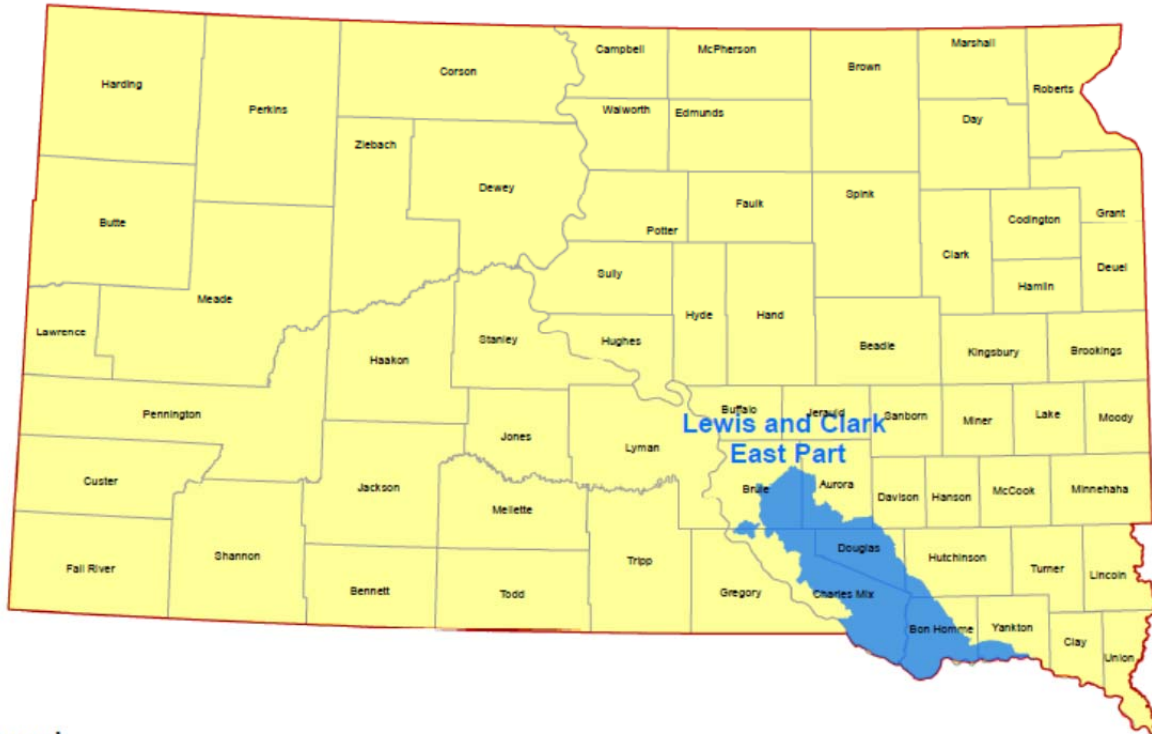 Campbell
McPherson
Marshall
Brown
Corson
Harding
Roberts
Perkins
Walworth
Edmunds
Day
Ziebach
Dewey
Butte
Faulk
Spink
Potter
Codington
Grant
Clark
Deuel
Sully
Hamlin
Meade
Hyde
Hand
Lawrence
Stanley
Hughes
Haakon
Beadle
Kingsbury
Brookings
Pennington
Buffalo
Jerauld
Sanborn
Miner
Lake
Moody
Lewis and Clark
East Part
Jones
Lyman
Custer
Jackson
Brule
Aurora
Davison
Hanson
McCook
Minnehaha
Mellette
Shannon
Tripp
Douglas
Hutchinson
Fall River
Turner
Lincoln
Bennett
Todd
Gregory
Charles Mix
Bon Homme
Yankton
Clay
Union